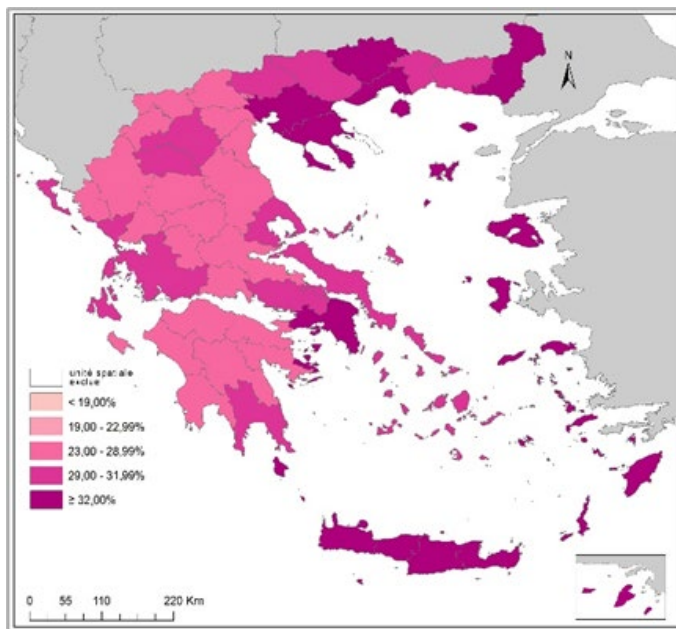 N
unité spatiale
exclue
< 19,00%
19,00 - 22,99%
23,00 - 28,99%
29,00 - 31,99%
≥ 32,00%
0 55 110 220 Km